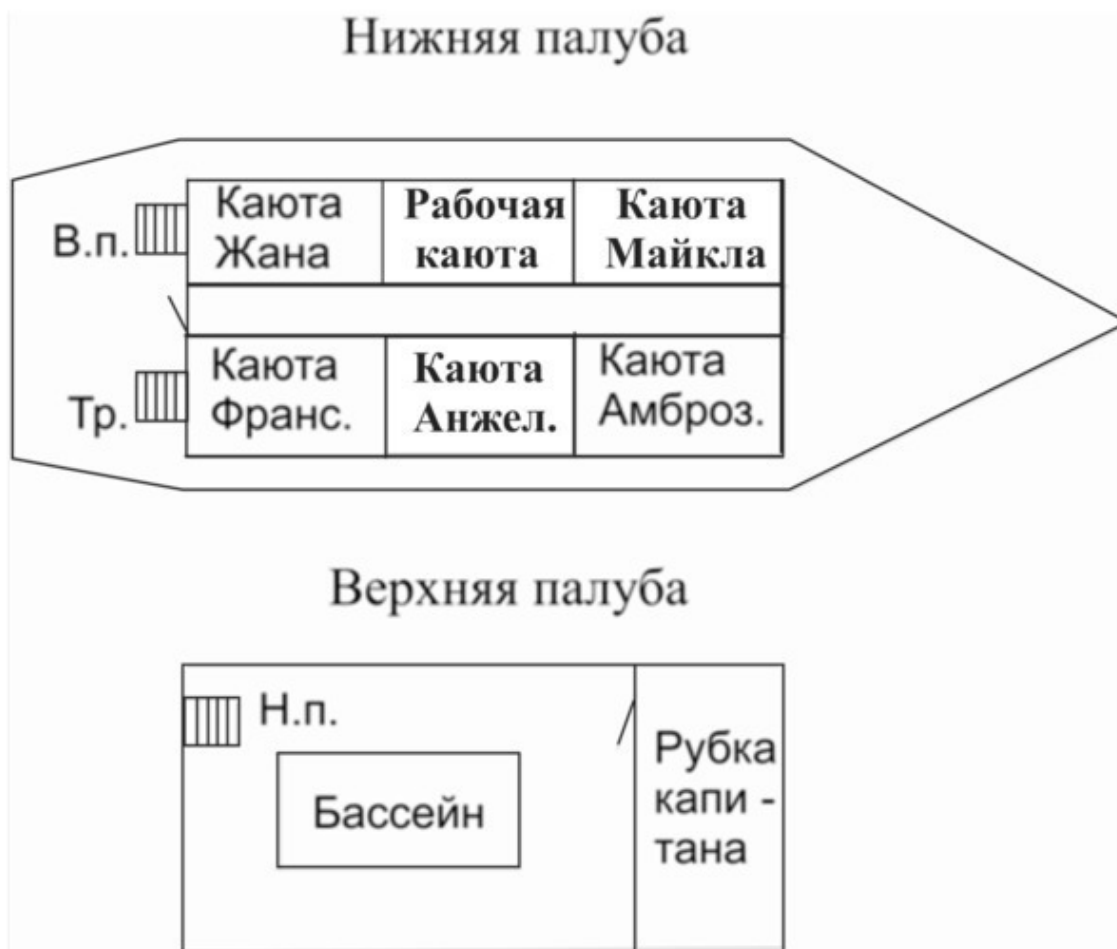 Нижняя палуба
В.п.
Каюта
Жана
Рабочая
каюта
Каюта
Майкла
Тр.
Каюта
Франс.
Каюта
Анжел.
Каюта
Амброз.
Верхняя палуба
Н.п.
Бассейн
Рубка
капи -
тана